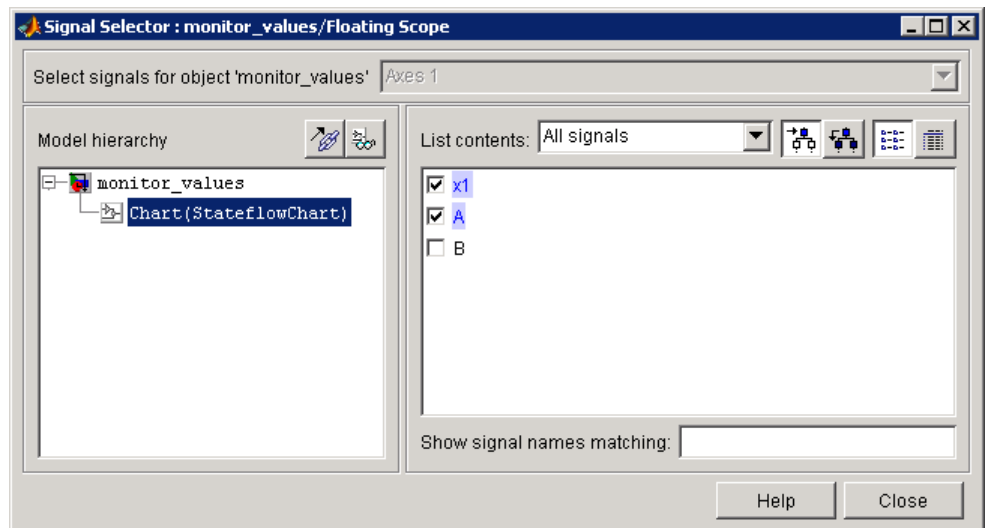 Signal Selector : monitor_values/Floating Scope
Select signals for object 'monitor_values' Axes 1
Model hierarchy
monitor_values
Chart(StateflowChart)
List contents: All signals
x1
A
B
Show signal names matching:
Help Close